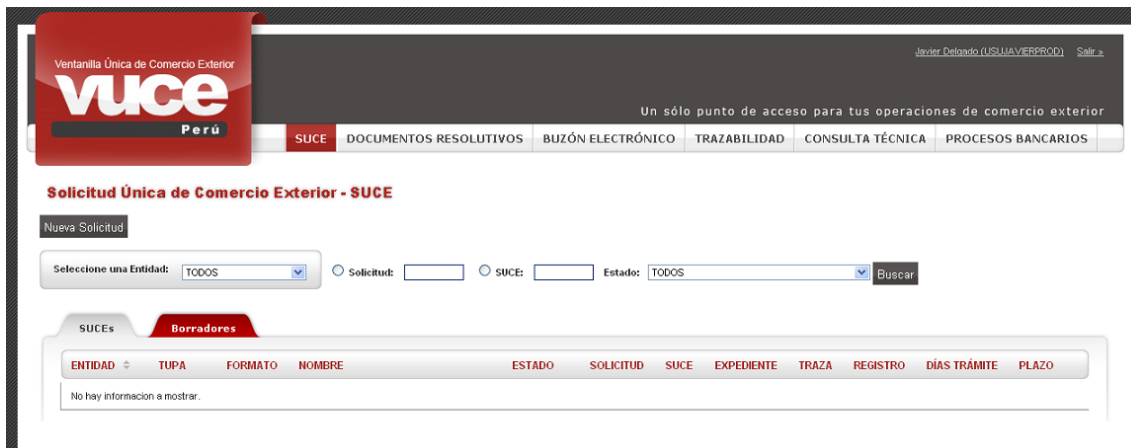 Javier Delgado (USUJAVIERPROD) Salir »
Ventanilla Única de Comercio Exterior
vuce
Perú
Un sólo punto de acceso para tus operaciones de comercio exterior
SUCE DOCUMENTOS RESOLUTIVOS BUZÓN ELECTRÓNICO TRAZABILIDAD CONSULTA TÉCNICA PROCESOS BANCARIOS
Solicitud Única de Comercio Exterior - SUCE
Nueva Solicitud
Seleccione una Entidad: TODOS Solicitud: SUCE: Estado: TODOS Buscar
SUCEs Borradores
ENTIDAD TUPA FORMATO NOMBRE ESTADO SOLICITUD SUCE EXPEDIENTE TRAZA REGISTRO DÍAS TRÁMITE PLAZO
No hay informacion a mostrar.